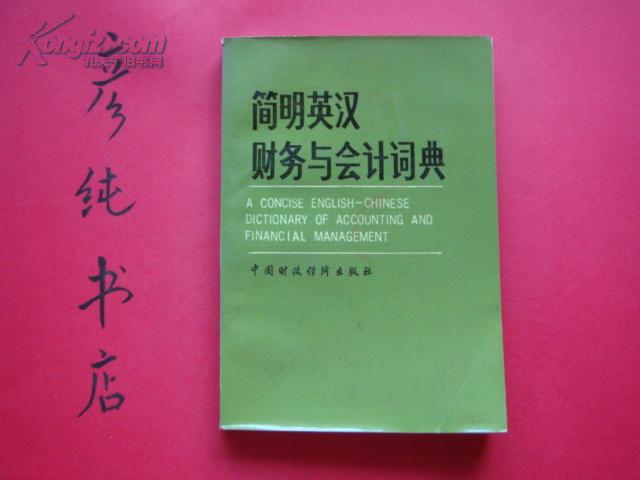 Kongfz.com
孔夫子旧书网
彦纯书店
简明英汉
财务与会计词典
A CONCISE ENGLISH-CHINESE
DICTIONARY OF ACCOUNTING AND
FINANCIAL MANAGEMENT
中国财政经济出版社